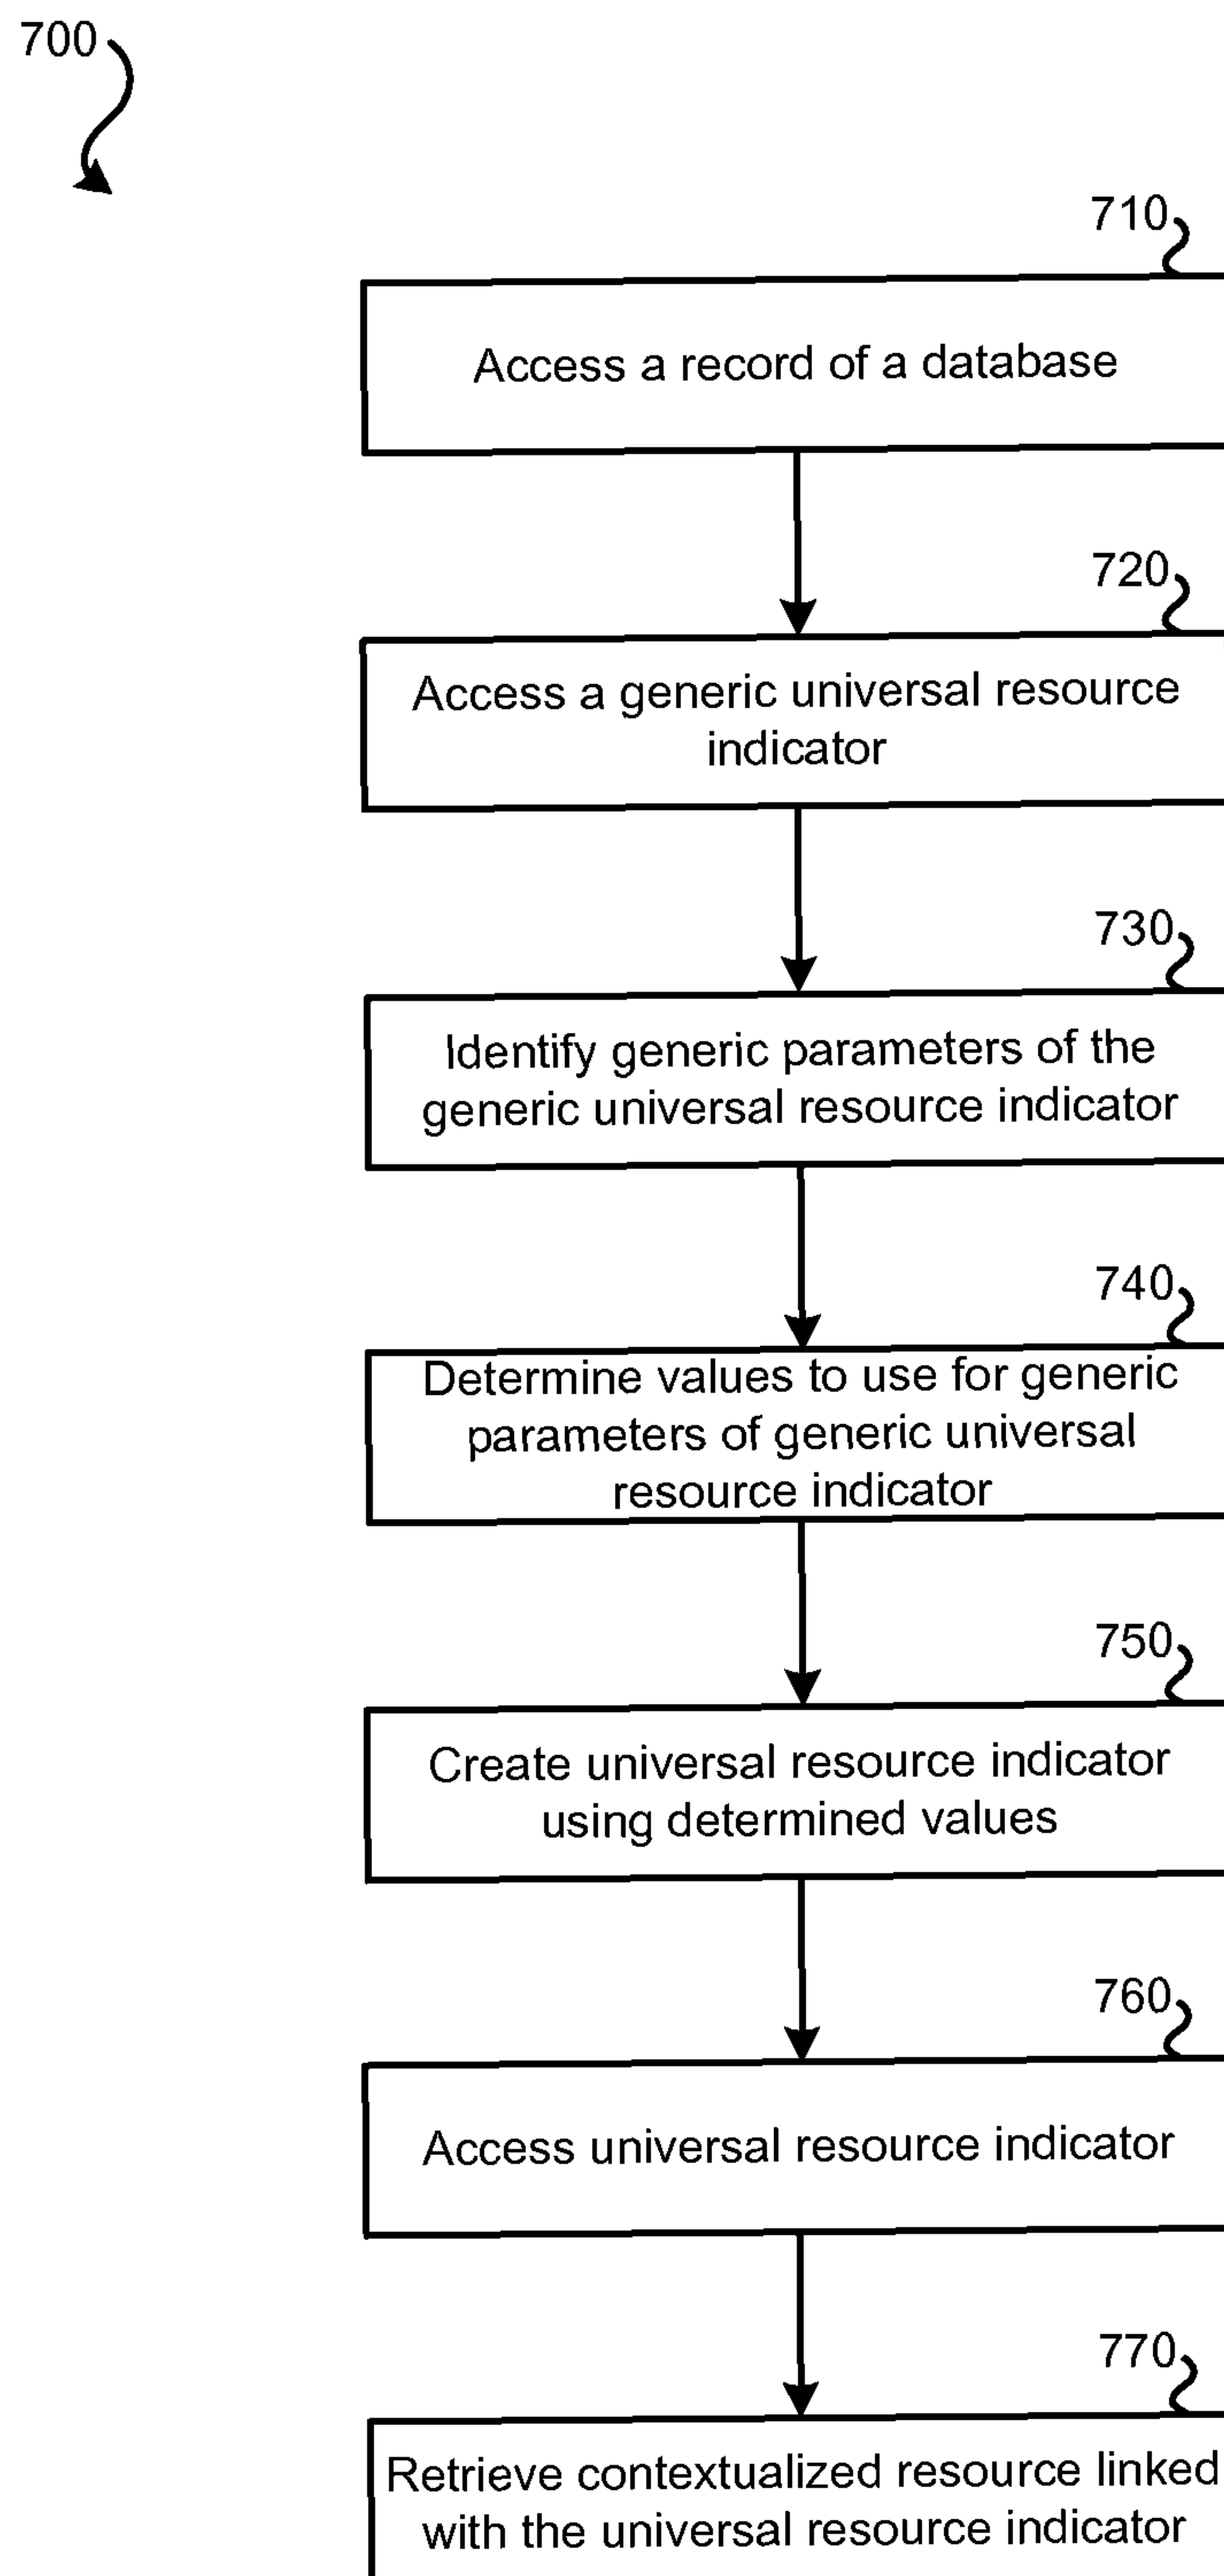 700
710
Access a record of a database
720
Access a generic universal resource
indicator
730
Identify generic parameters of the
generic universal resource indicator
740
Determine values to use for generic
parameters of generic universal
resource indicator
750
Create universal resource indicator
using determined values
760
Access universal resource indicator
770
Retrieve contextualized resource linked
with the universal resource indicator